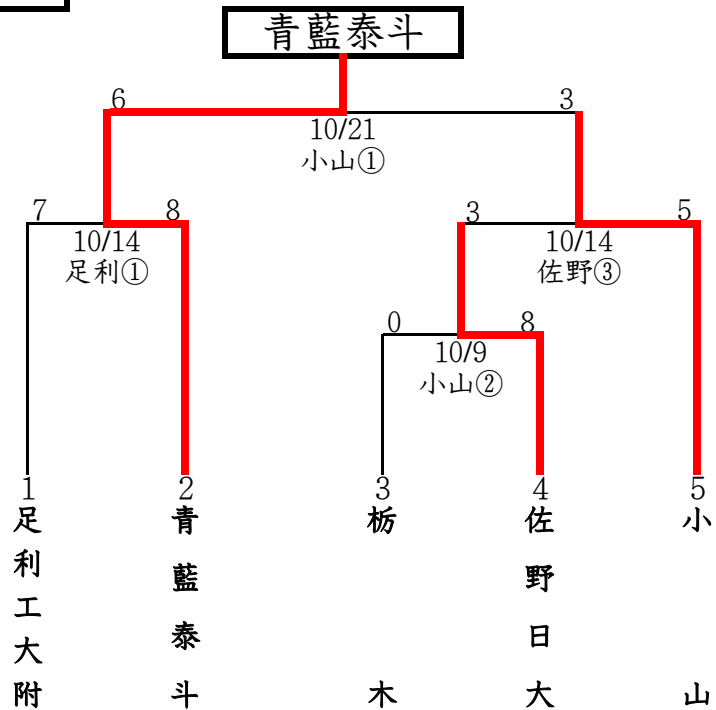 青藍泰斗
6 3
10/21
小山①
7 8 3 5
10/14 10/14
足利① 佐野③
0 8
10/9
小山②
1 2 3 4 5
足利工大附
青藍泰斗
栃木
佐野日大
小山